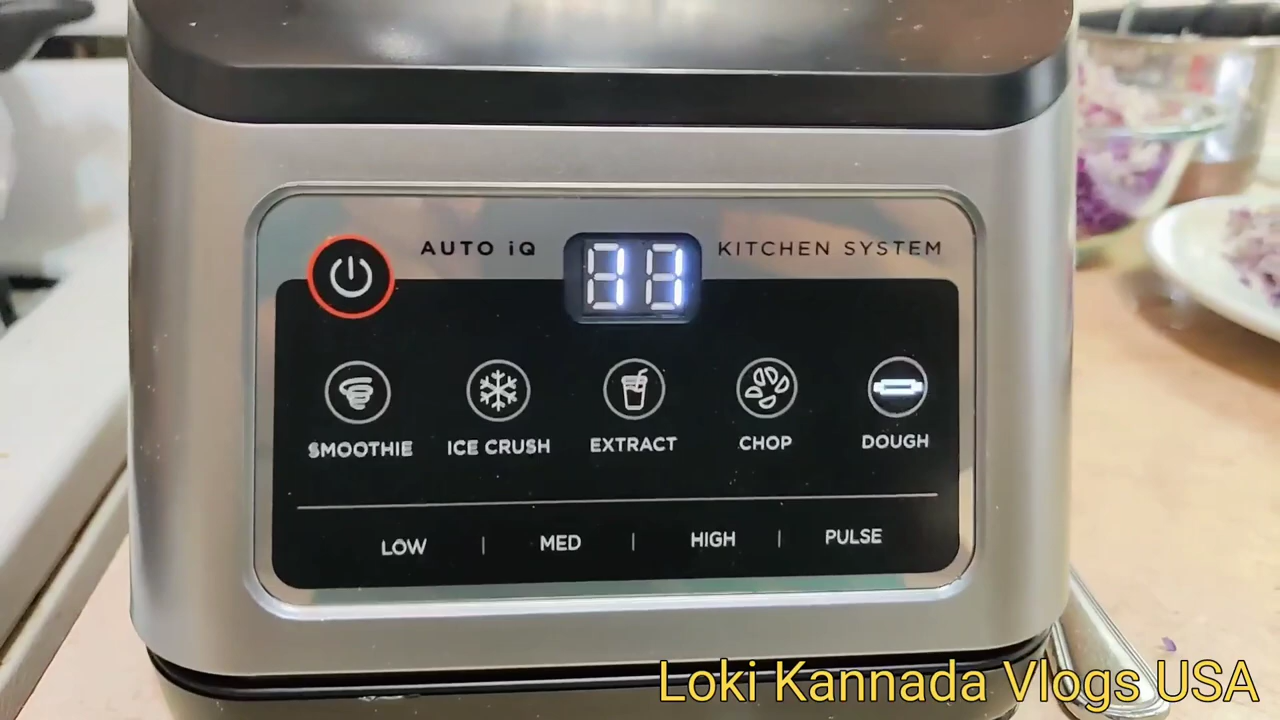 AUTO iQ 11 KITCHEN SYSTEM
SMOOTHIE ICE CRUSH EXTRACT CHOP DOUGH
LOW | MED | HIGH | PULSE
Loki Kannada Vlogs USA